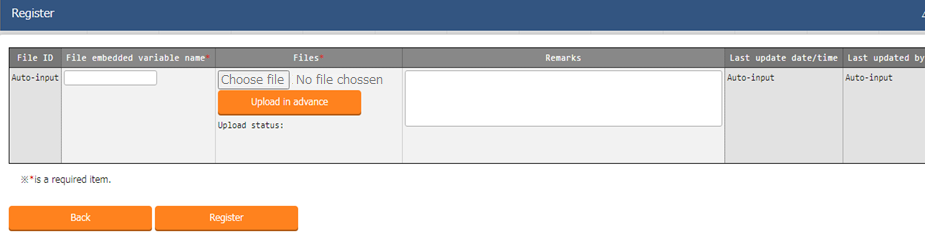 Register
File ID File embedded variable name* Files* Remarks Last update date/time Last updated by
Auto-input Choose file No file chossen Auto-input Auto-input
Upload in advance
Upload status:
※*is a required item.
Back Register